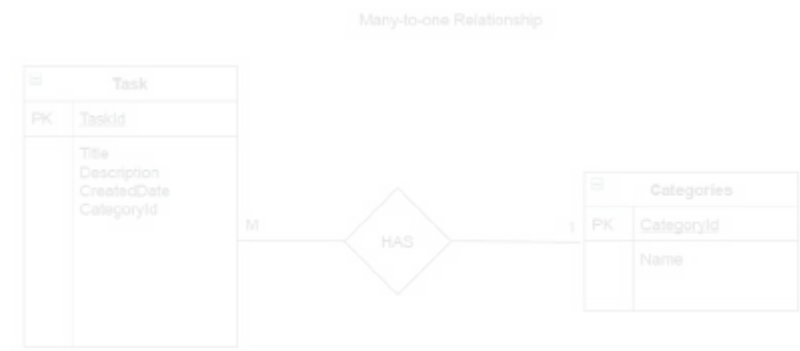 Many-to-one Relationship
Task
PK TaskId
Title
Description
CreatedDate
CategoryId
M
HAS
1
Categories
PK CategoryId
Name